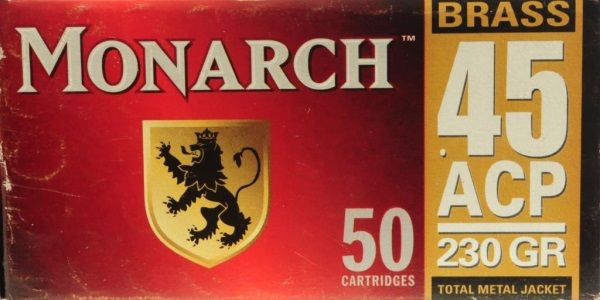 MONARCH™
50
CARTRIDGES
BRASS
.45
ACP
230 GR
TOTAL METAL JACKET